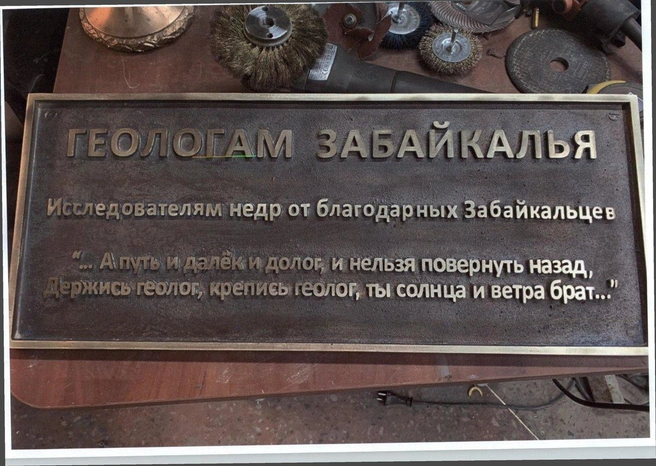 ГЕОЛОГАМ ЗАБАЙКАЛЬЯ
Исследователям недр от благодарных Забайкальцев
"... А путь и далёк и долог, и нельзя повернуть назад,
Держись геолог, крепись геолог, ты солнца и ветра брат..."